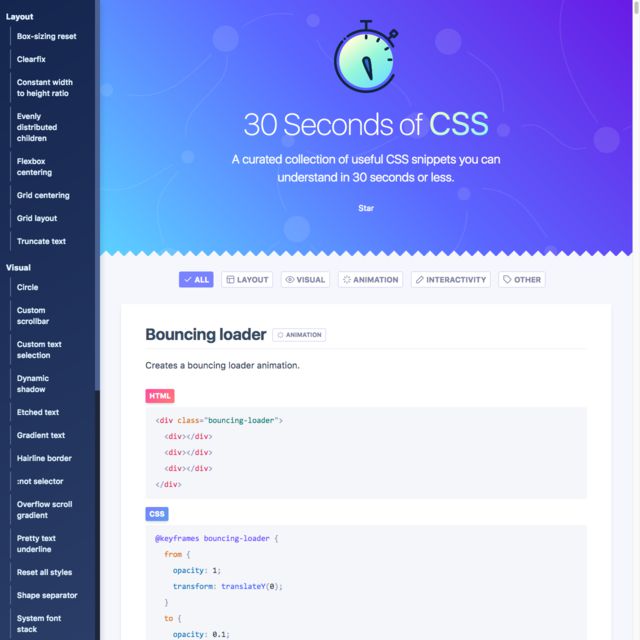 Layout
Box-sizing reset
Clearfix
Constant width
to height ratio
Evenly
distributed
children
Flexbox
centering
Grid centering
Grid layout
Truncate text
Visual
Circle
Custom
scrollbar
Custom text
selection
Dynamic
shadow
Etched text
Gradient text
Hairline border
:not selector
Overflow scroll
gradient
Pretty text
underline
Reset all styles
Shape separator
System font
stack
30 Seconds of CSS
A curated collection of useful CSS snippets you can
understand in 30 seconds or less.
Star
ALL LAYOUT VISUAL ANIMATION INTERACTIVITY OTHER
Bouncing loader ANIMATION
Creates a bouncing loader animation.
HTML
<div class="bouncing-loader">
  <div></div>
  <div></div>
  <div></div>
</div>
CSS
@keyframes bouncing-loader {
  from {
    opacity: 1;
    transform: translateY(0);
  }
  to {
    opacity: 0.1;